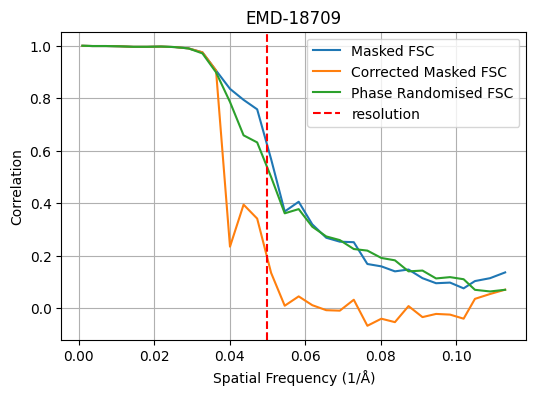 EMD-18709
Masked FSC
Corrected Masked FSC
Phase Randomised FSC
resolution
Correlation
1.0
0.8
0.6
0.4
0.2
0.0
0.00 0.02 0.04 0.06 0.08 0.10
Spatial Frequency (1/Å)